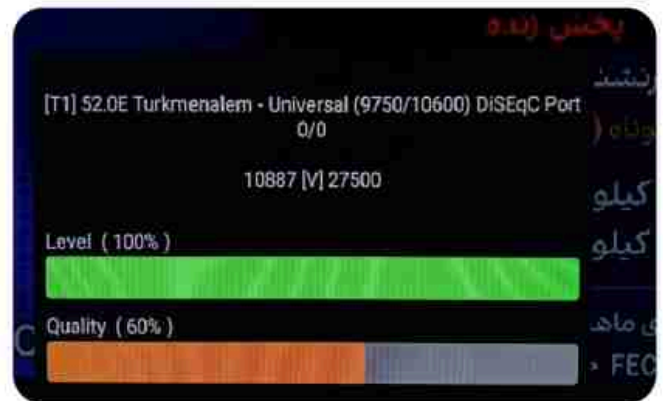 پخش زنده
[T1] 52.0E Turkmenalem - Universal (9750/10600) DiSEqC Port
0/0
10887 [V] 27500
کیلو
Level ( 100% )
کیلو
Quality ( 60% )
ی ماهـ
C
FEC